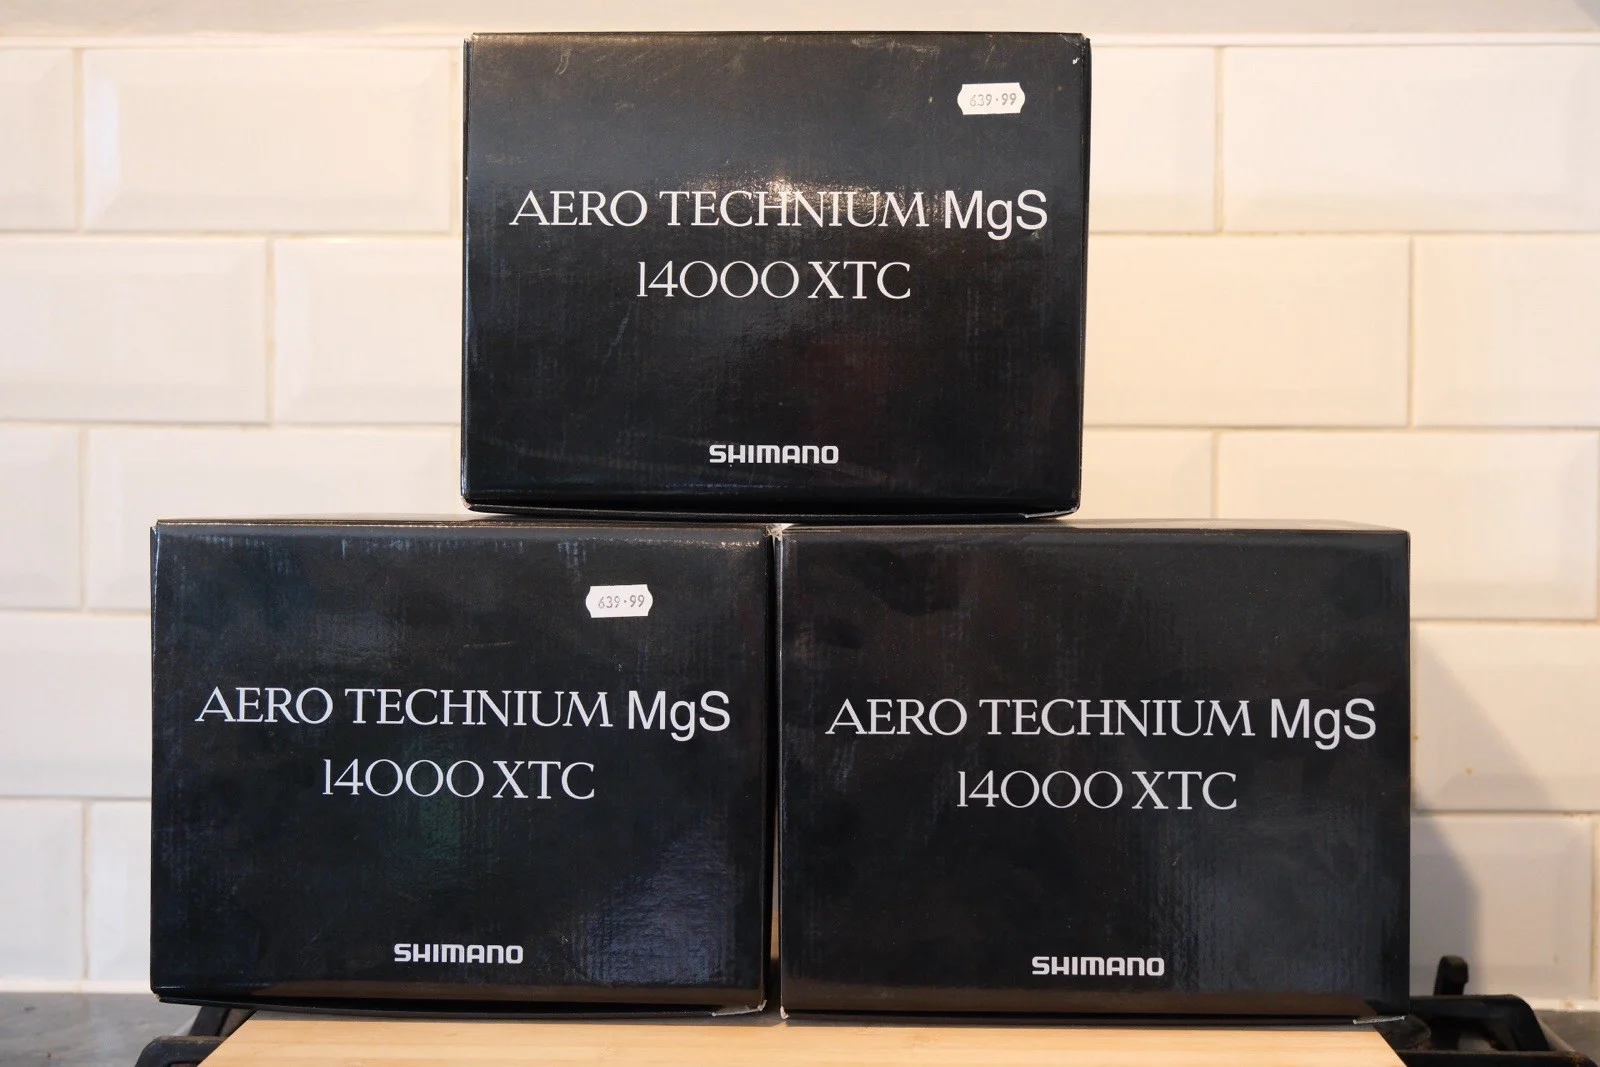 639·99
AERO TECHNIUM MgS
14000 XTC
SHIMANO
639·99
AERO TECHNIUM MgS
14000 XTC
SHIMANO
AERO TECHNIUM MgS
14000 XTC
SHIMANO